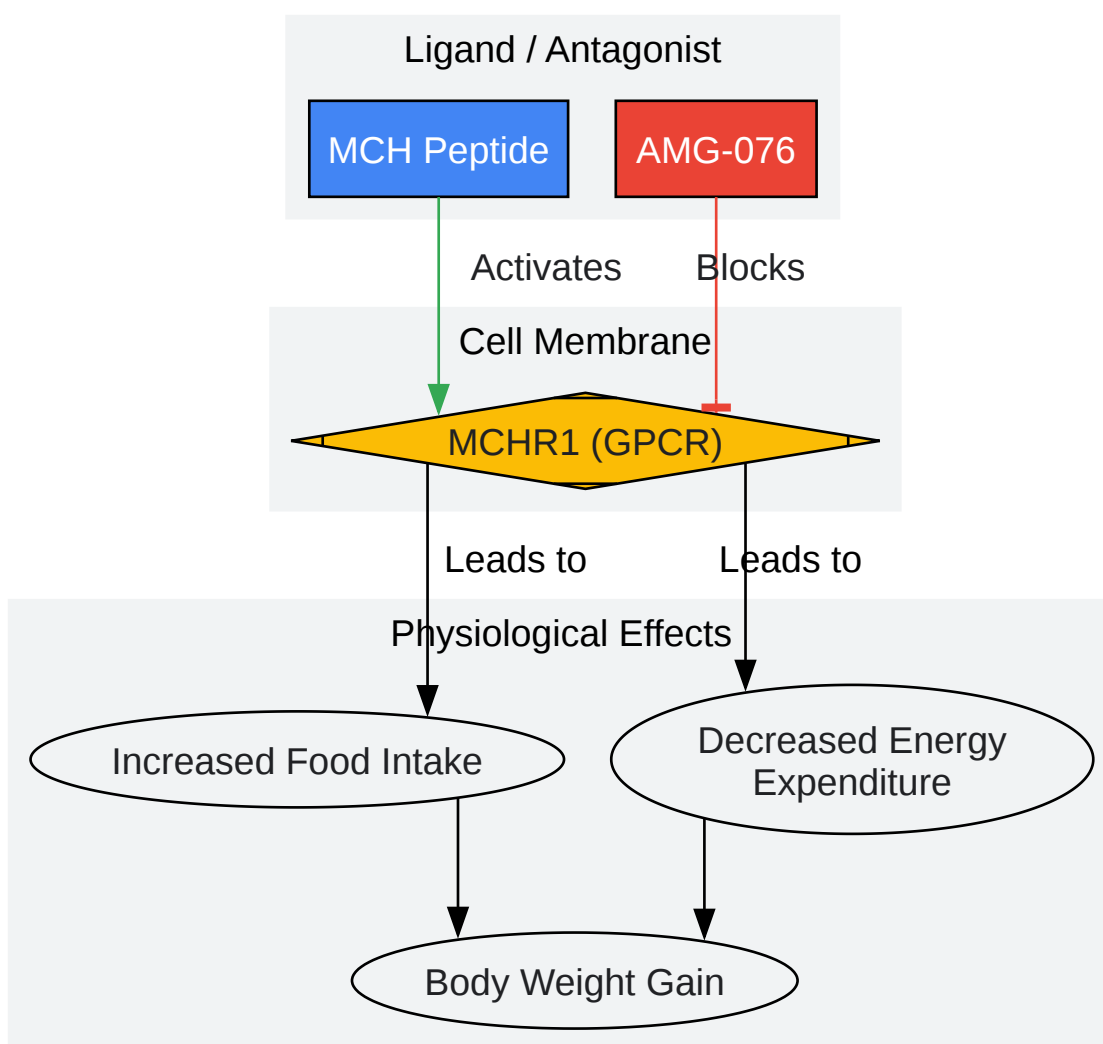 Ligand / Antagonist
MCH Peptide
AMG-076
Activates
Blocks
Cell Membrane
MCHR1 (GPCR)
Leads to
Leads to
Physiological Effects
Increased Food Intake
Decreased Energy
Expenditure
Body Weight Gain